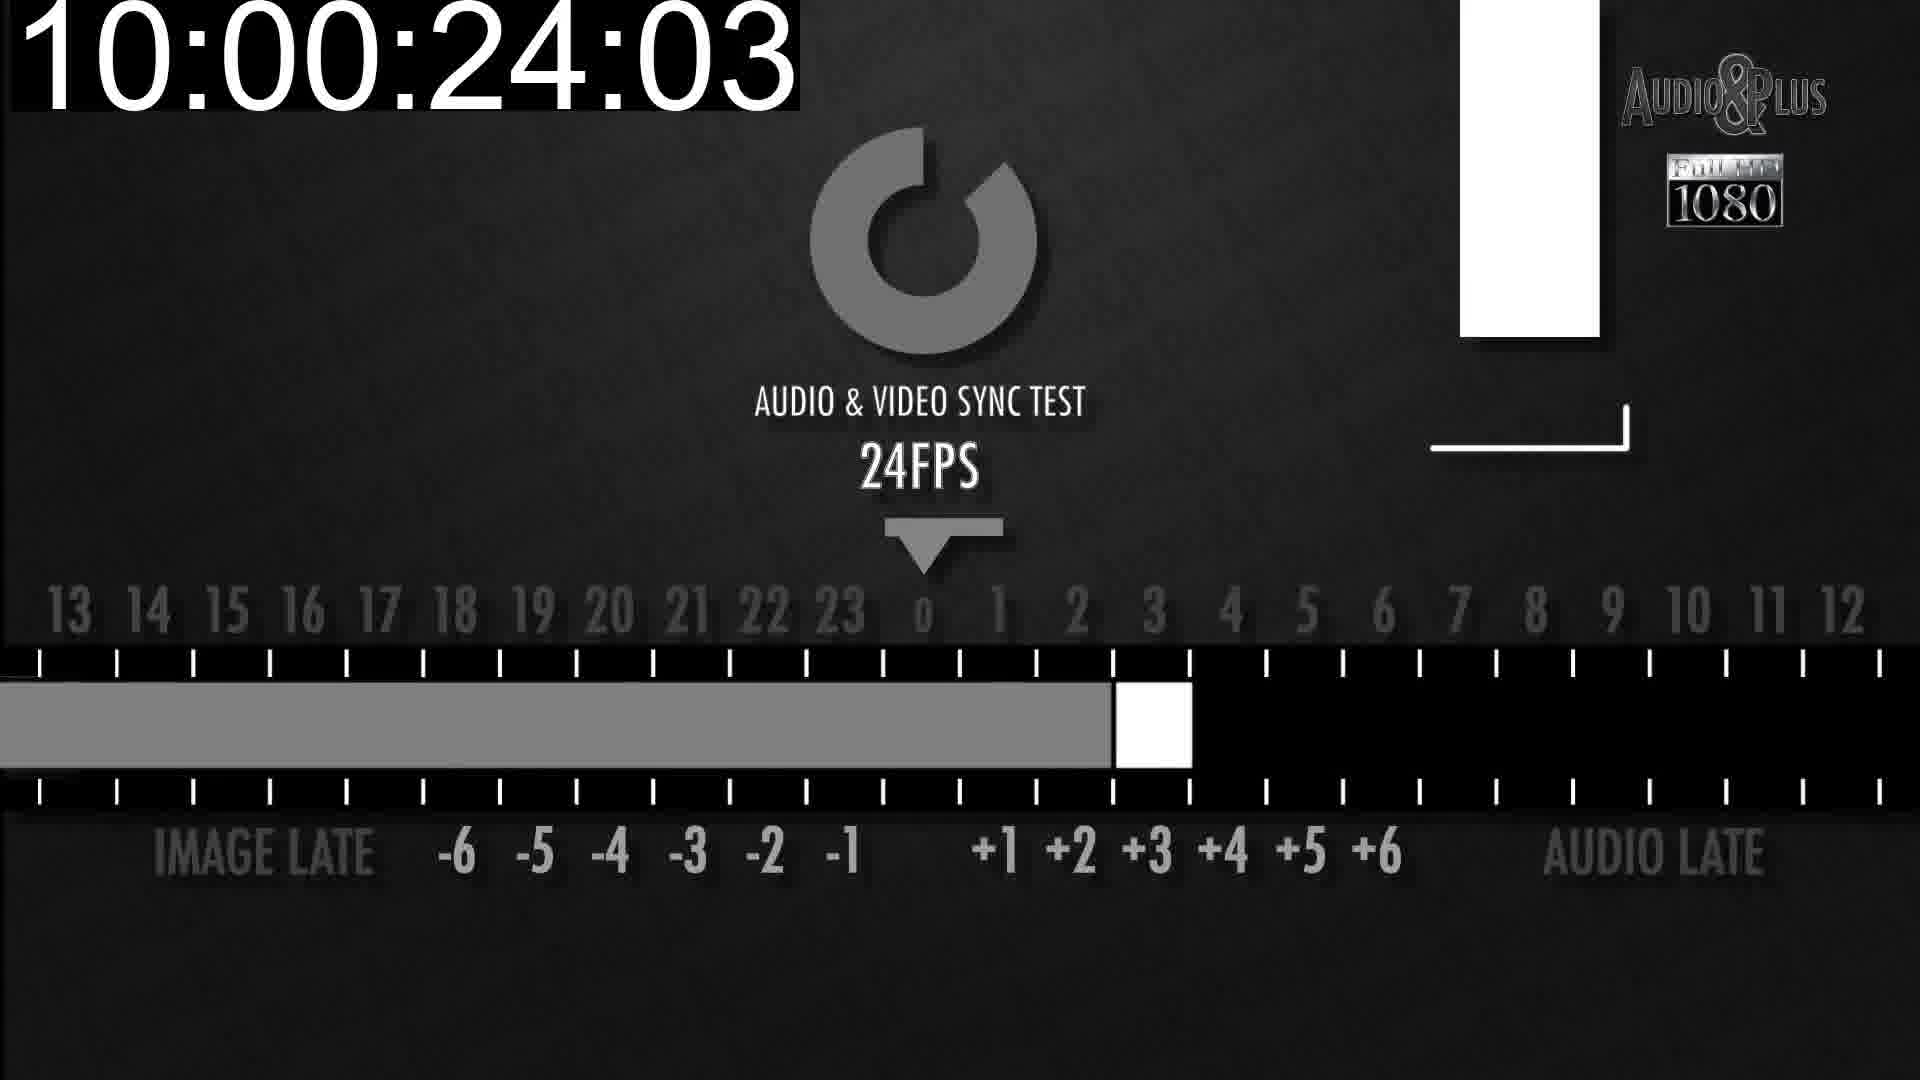 10:00:24:03
AUDIO&PLUS
Full HD
1080
AUDIO & VIDEO SYNC TEST
24FPS
13 14 15 16 17 18 19 20 21 22 23 0 1 2 3 4 5 6 7 8 9 10 11 12
IMAGE LATE -6 -5 -4 -3 -2 -1 +1 +2 +3 +4 +5 +6 AUDIO LATE